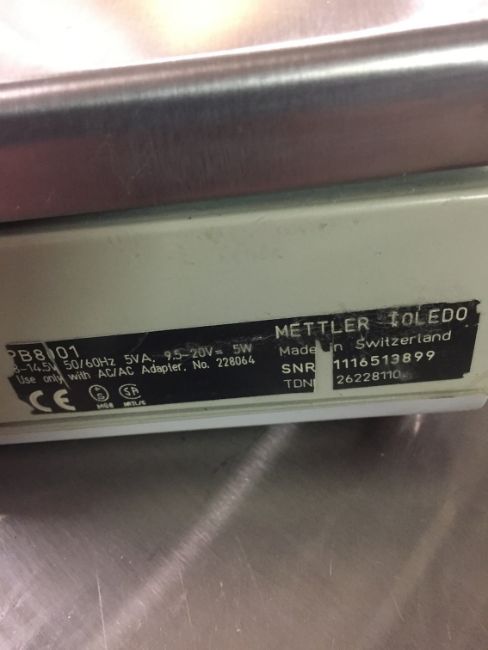 PB8001
8-14.5V 50/60Hz 5VA, 9.5-20V= 5W
Use only with AC/AC Adapter, No. 228064
CE
METTLER TOLEDO
Made in Switzerland
SNR 1116513899
TDNR 26228110